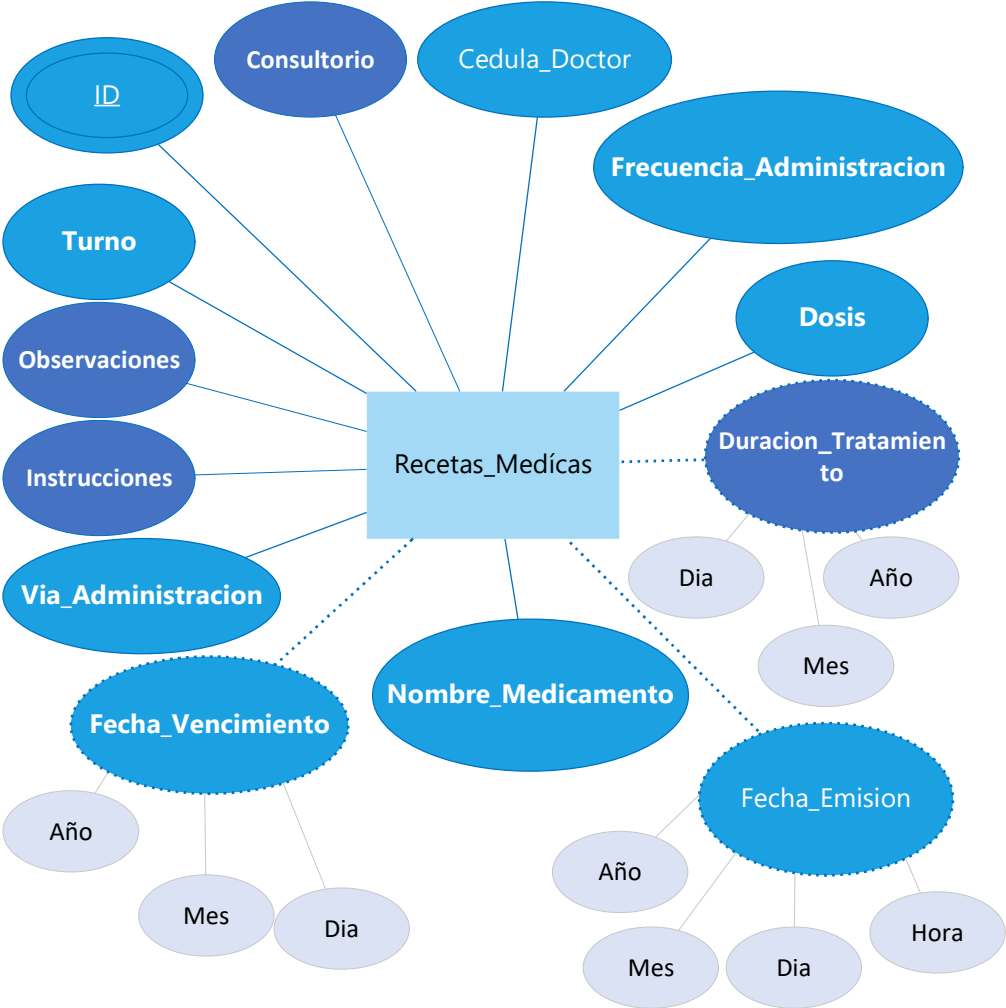 ID
Consultorio
Cedula_Doctor
Frecuencia_Administracion
Turno
Dosis
Observaciones
Duracion_Tratamien
to
Recetas_Medícas
Instrucciones
Dia
Año
Via_Administracion
Mes
Nombre_Medicamento
Fecha_Vencimiento
Fecha_Emision
Año
Año
Mes
Dia
Hora
Mes
Dia